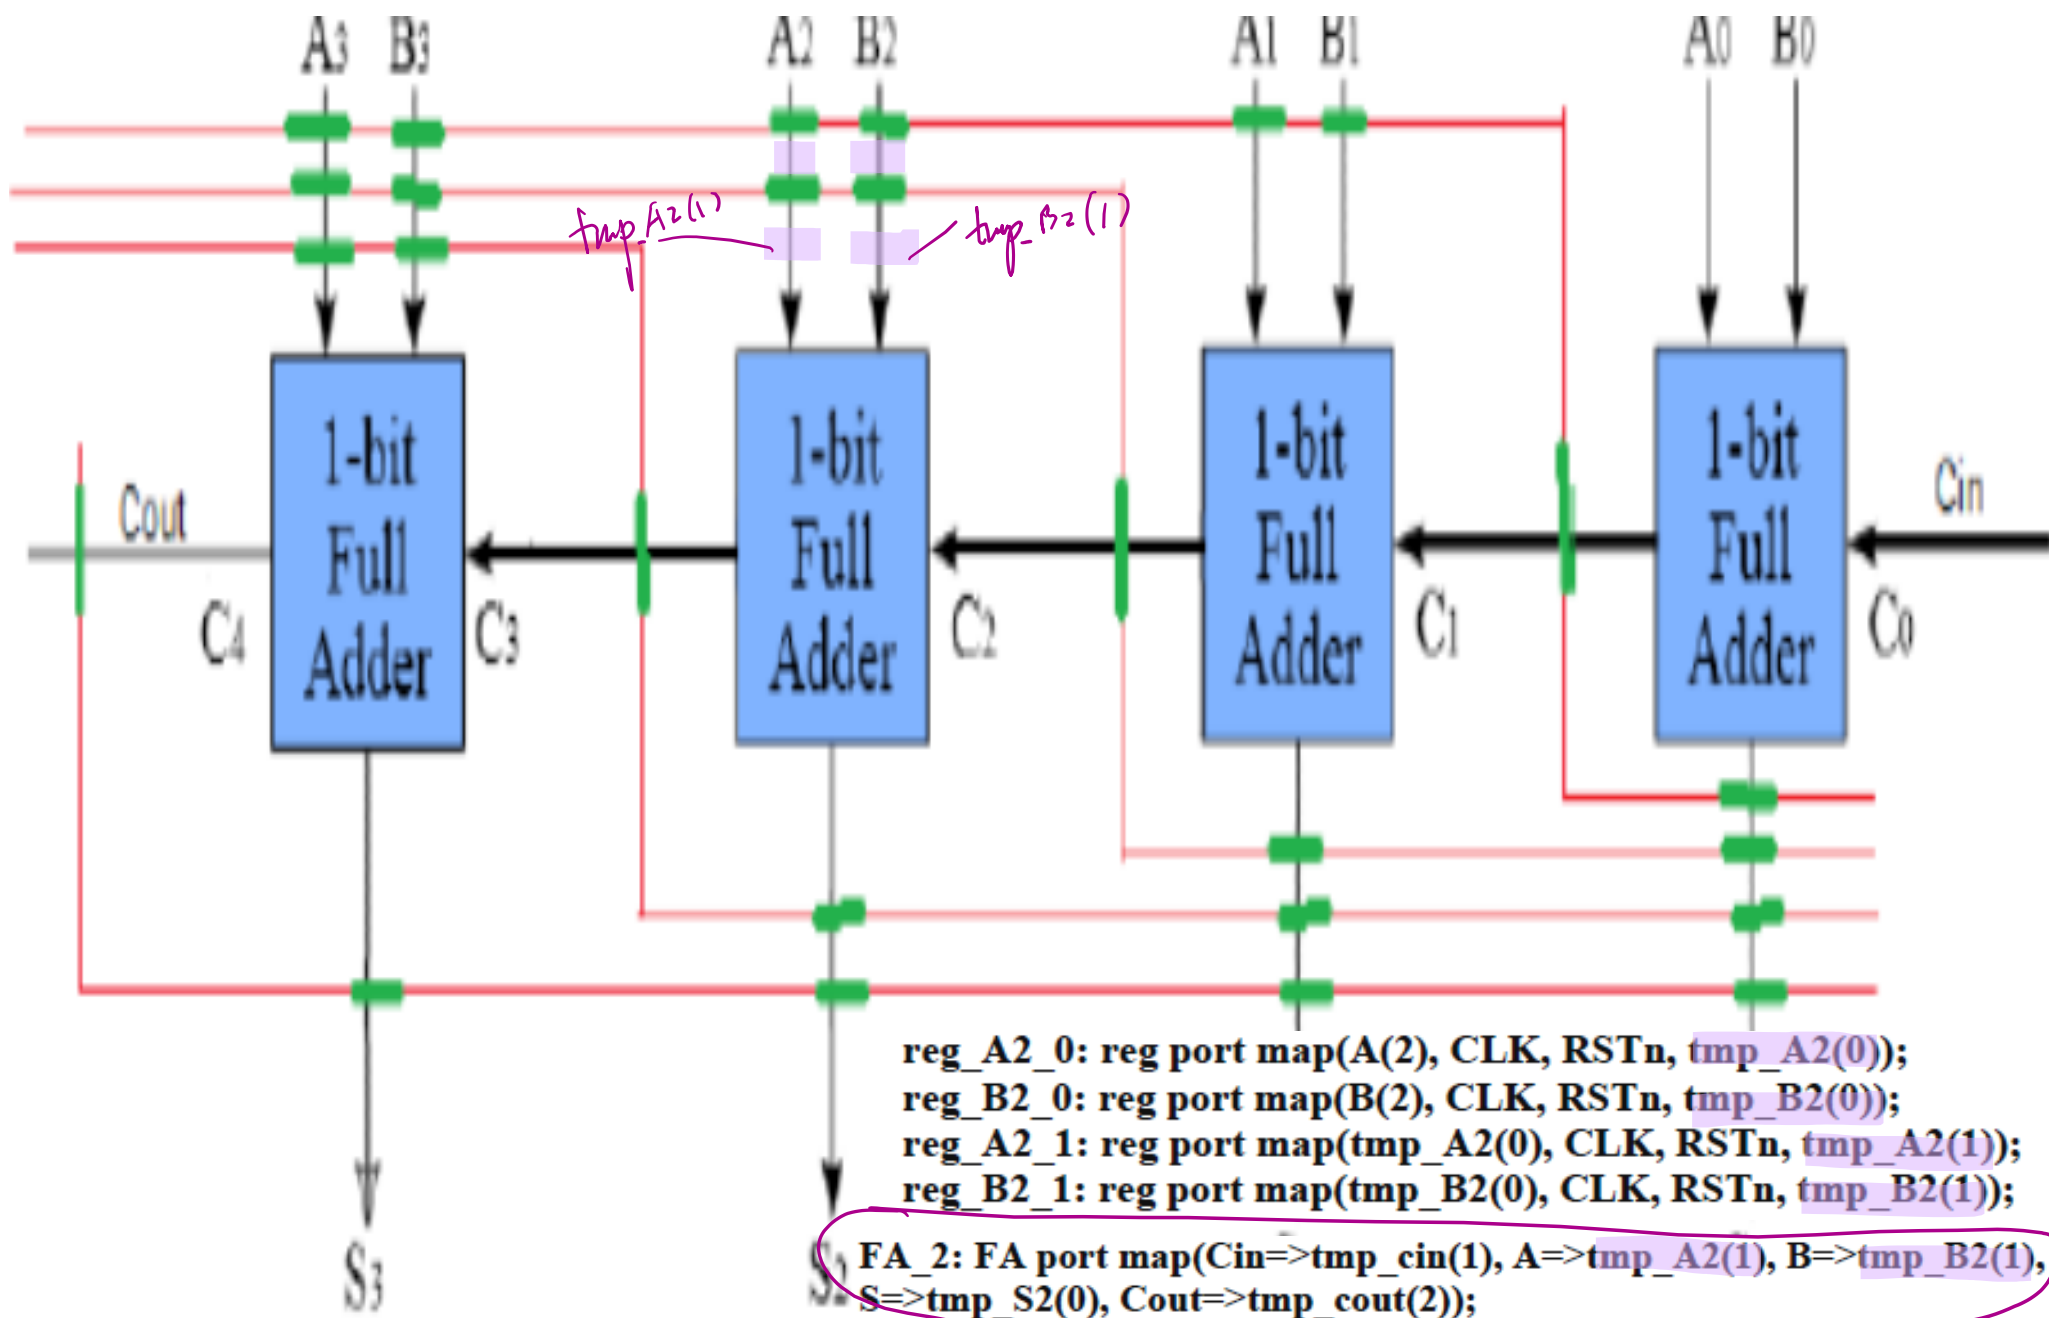 A3 B3 A2 B2 A1 B1 A0 B0
tmp_A2(1) tmp_B2(1)
1-bit Full Adder
1-bit Full Adder
1-bit Full Adder
1-bit Full Adder
Cout
Cin
C4 C3 C2 C1 C0
reg_A2_0: reg port map(A(2), CLK, RSTn, tmp_A2(0));
reg_B2_0: reg port map(B(2), CLK, RSTn, tmp_B2(0));
reg_A2_1: reg port map(tmp_A2(0), CLK, RSTn, tmp_A2(1));
reg_B2_1: reg port map(tmp_B2(0), CLK, RSTn, tmp_B2(1));
S3 S2
FA_2: FA port map(Cin=>tmp_cin(1), A=>tmp_A2(1), B=>tmp_B2(1),
S=>tmp_S2(0), Cout=>tmp_cout(2));